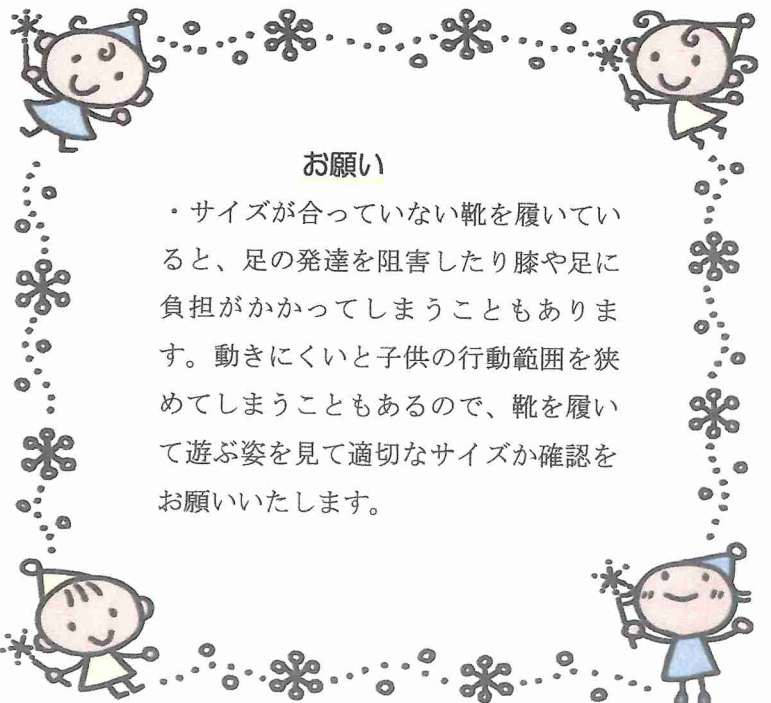 お願い
・サイズが合っていない靴を履いてい
ると、足の発達を阻害したり膝や足に
負担がかかってしまうこともありま
す。動きにくいと子供の行動範囲を狭
めてしまうこともあるので、靴を履い
て遊ぶ姿を見て適切なサイズか確認を
お願いいたします。